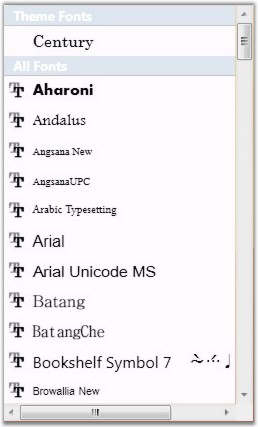 Theme Fonts
Century
All Fonts
Aharoni
Andalus
Angsana New
AngsanaUPC
Arabic Typesetting
Arial
Arial Unicode MS
Batang
BatangChe
Bookshelf Symbol 7
Browallia New